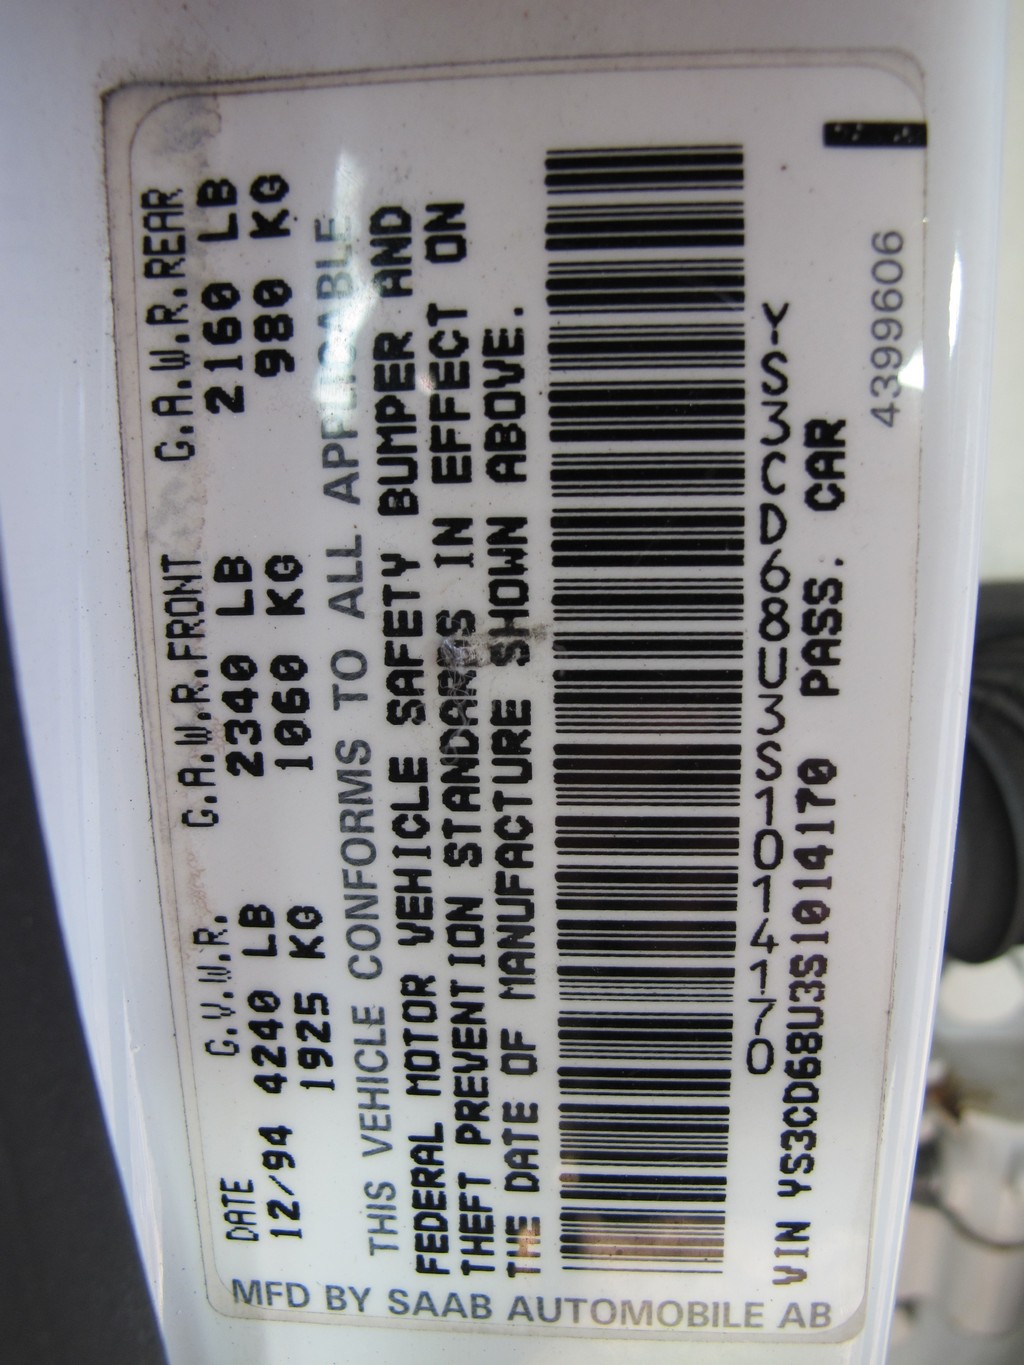 MFD BY SAAB AUTOMOBILE AB
DATE G.V.W.R. G.A.W.R.FRONT G.A.W.R.REAR
12/94 4240 LB 2340 LB 2160 LB
1925 KG 1060 KG 980 KG
THIS VEHICLE CONFORMS TO ALL APPLICABLE
FEDERAL MOTOR VEHICLE SAFETY BUMPER AND
THEFT PREVENTION STANDARDS IN EFFECT ON
THE DATE OF MANUFACTURE SHOWN ABOVE.
YS3CD68U3S1014170
VIN YS3CD68U3S1014170 PASS. CAR
4399606